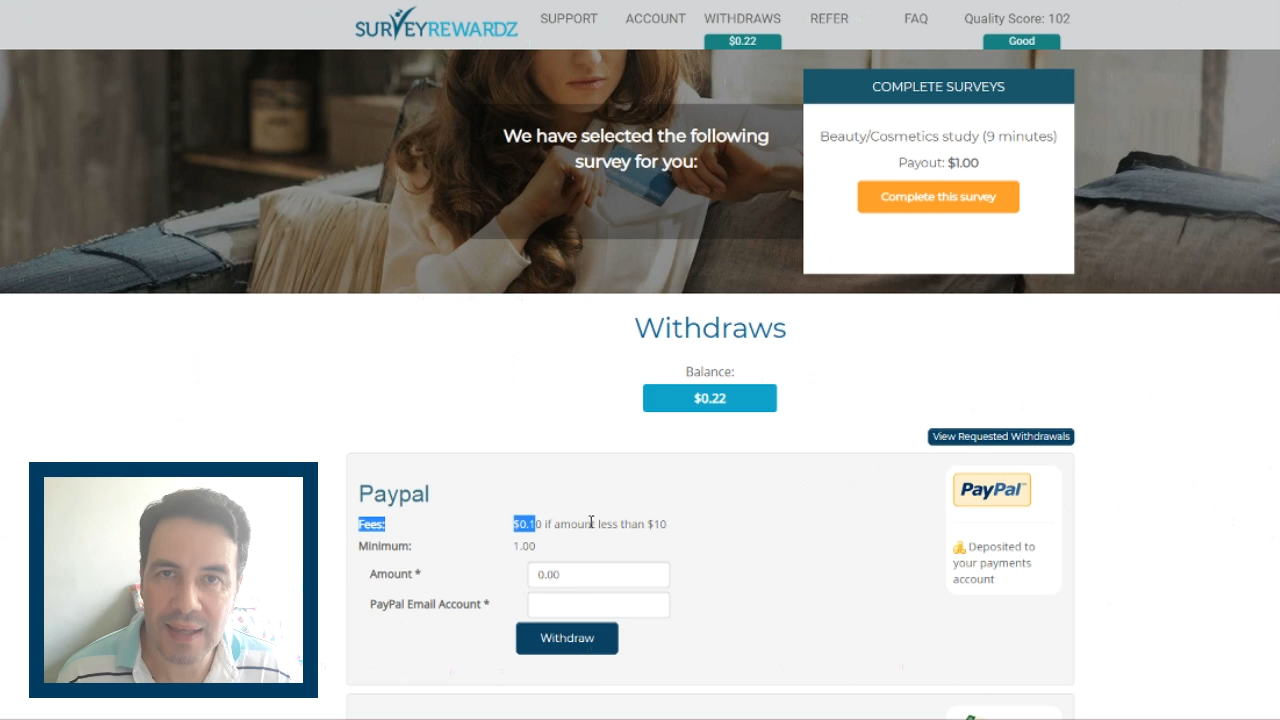 SURVEYREWARDZ
SUPPORT
ACCOUNT
WITHDRAWS
REFER
FAQ
Quality Score: 102
$0.22
Good
We have selected the following
survey for you:
COMPLETE SURVEYS
Beauty/Cosmetics study (9 minutes)
Payout: $1.00
Complete this survey
Withdraws
Balance:
$0.22
View Requested Withdrawals
Paypal
Fees:
$0.10 if amount less than $10
Minimum:
1.00
Amount *
0.00
PayPal Email Account *
Withdraw
PayPal
Deposited to
your payments
account